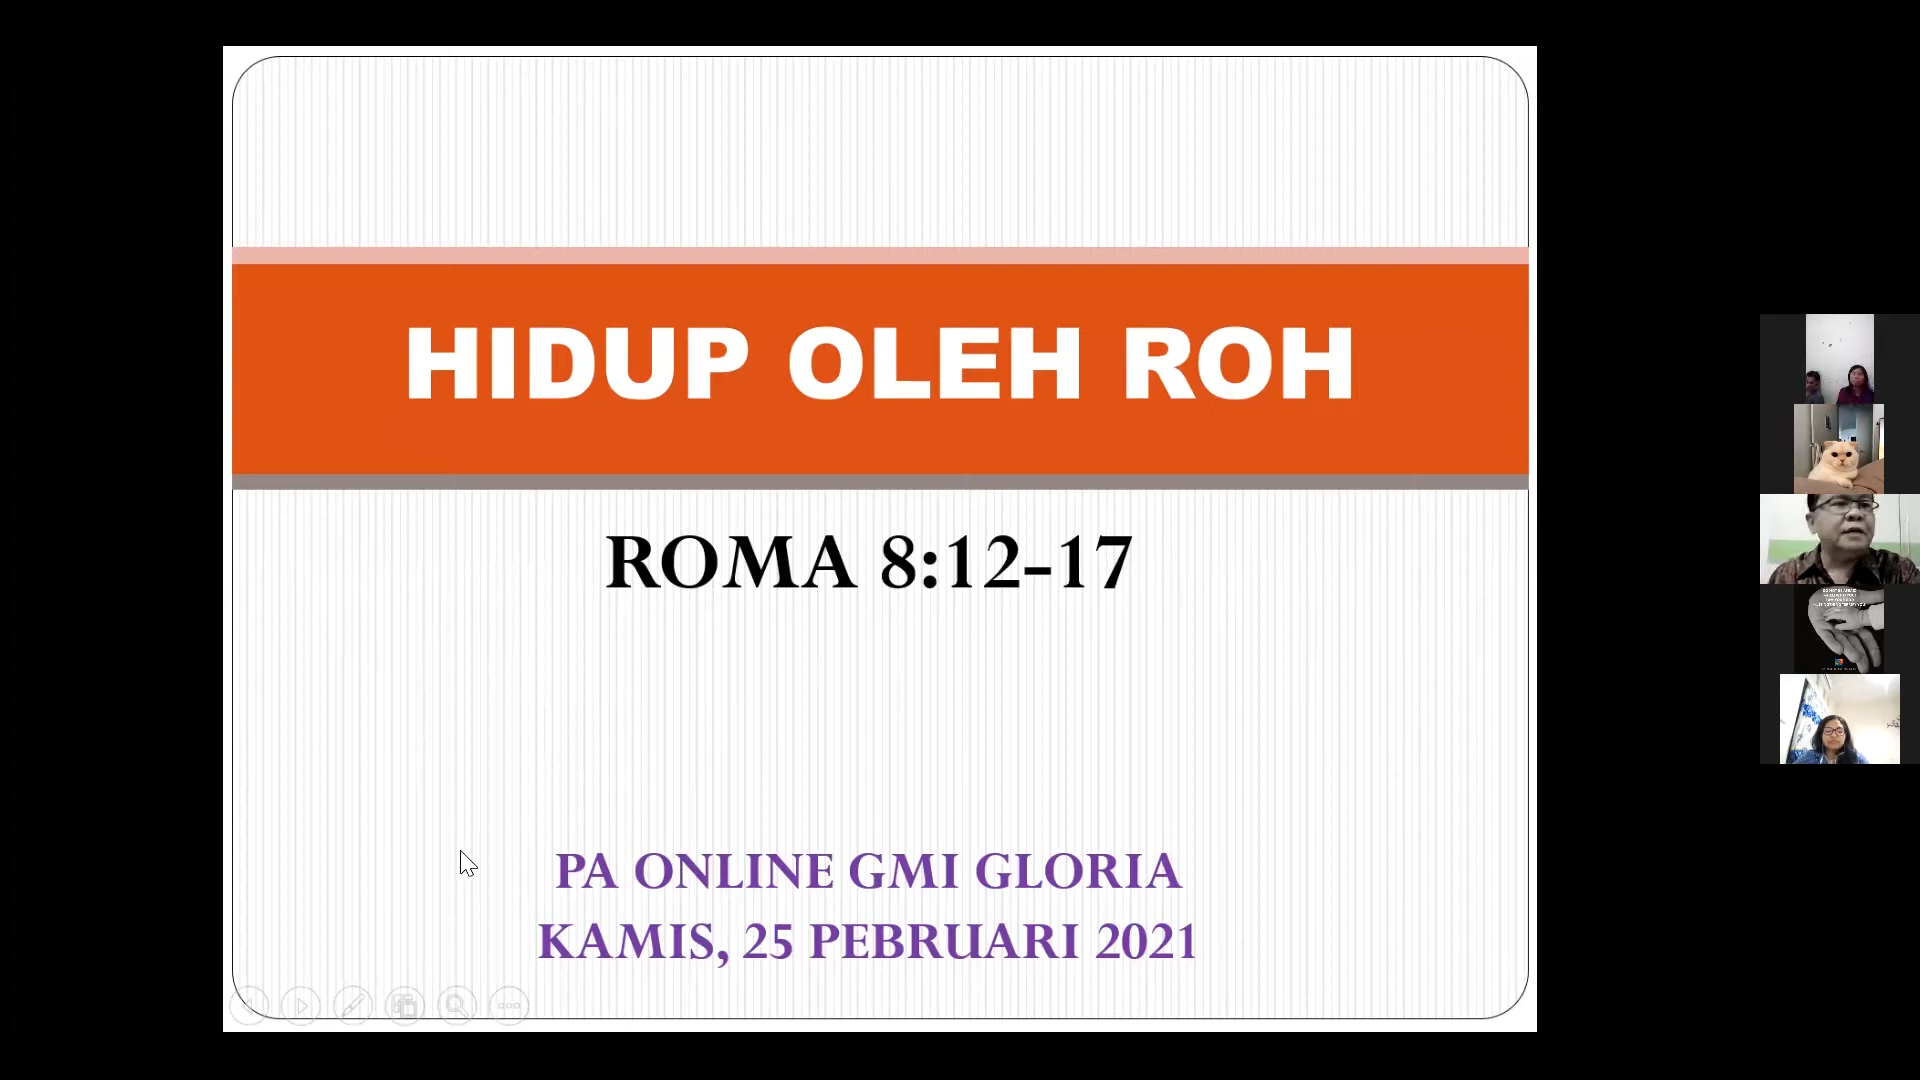 HIDUP OLEH ROH
ROMA 8:12-17
PA ONLINE GMI GLORIA
KAMIS, 25 PEBRUARI 2021